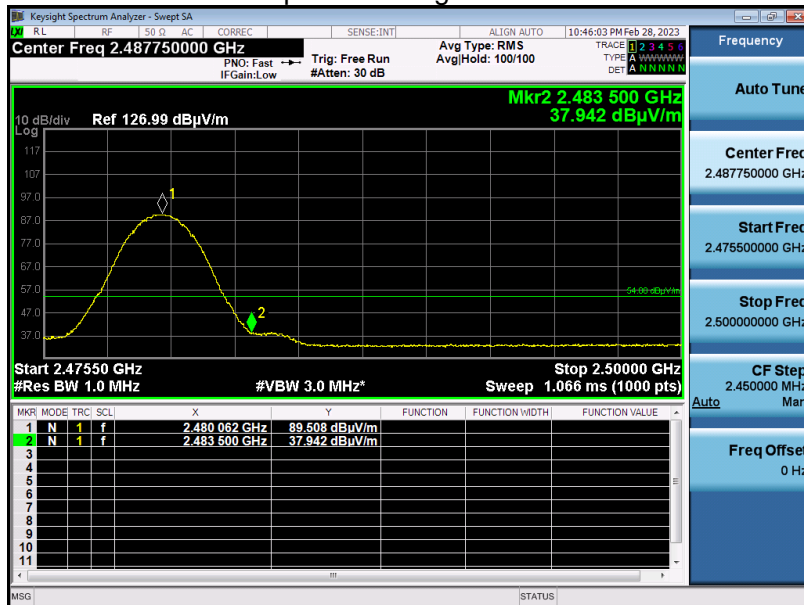 Keysight Spectrum Analyzer - Swept SA
RL RF 50 Ω AC CORREC SENSE:INT ALIGN AUTO 10:46:03 PM Feb 28, 2023
Center Freq 2.487750000 GHz
PNO: Fast
IFGain:Low
Trig: Free Run
#Atten: 30 dB
Avg Type: RMS
Avg|Hold: 100/100
TRACE 1 2 3 4 5 6
TYPE A WWWWW
DET A N N N N N
Mkr2 2.483 500 GHz
37.942 dBµV/m
10 dB/div Ref 126.99 dBµV/m
Log
117
107
97.0
87.0
77.0
67.0
57.0
47.0
37.0
1
2
54.00 dBµV/m
Start 2.47550 GHz Stop 2.50000 GHz
#Res BW 1.0 MHz #VBW 3.0 MHz* Sweep 1.066 ms (1000 pts)
MKR MODE TRC SCL X Y FUNCTION FUNCTION WIDTH FUNCTION VALUE
1 N 1 f 2.480 062 GHz 89.508 dBµV/m
2 N 1 f 2.483 500 GHz 37.942 dBµV/m
3
4
5
6
7
8
9
10
11
MSG STATUS
Frequency
Auto Tune
Center Freq
2.487750000 GHz
Start Freq
2.475500000 GHz
Stop Freq
2.500000000 GHz
CF Step
2.450000 MHz
Auto Man
Freq Offset
0 Hz